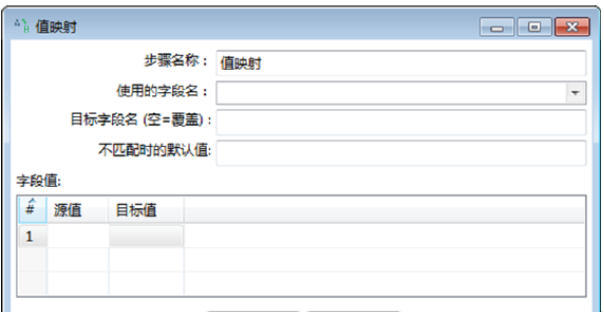 值映射
步骤名称： 值映射
使用的字段名：
目标字段名 (空=覆盖)：
不匹配时的默认值:
字段值:
# 源值 目标值
1